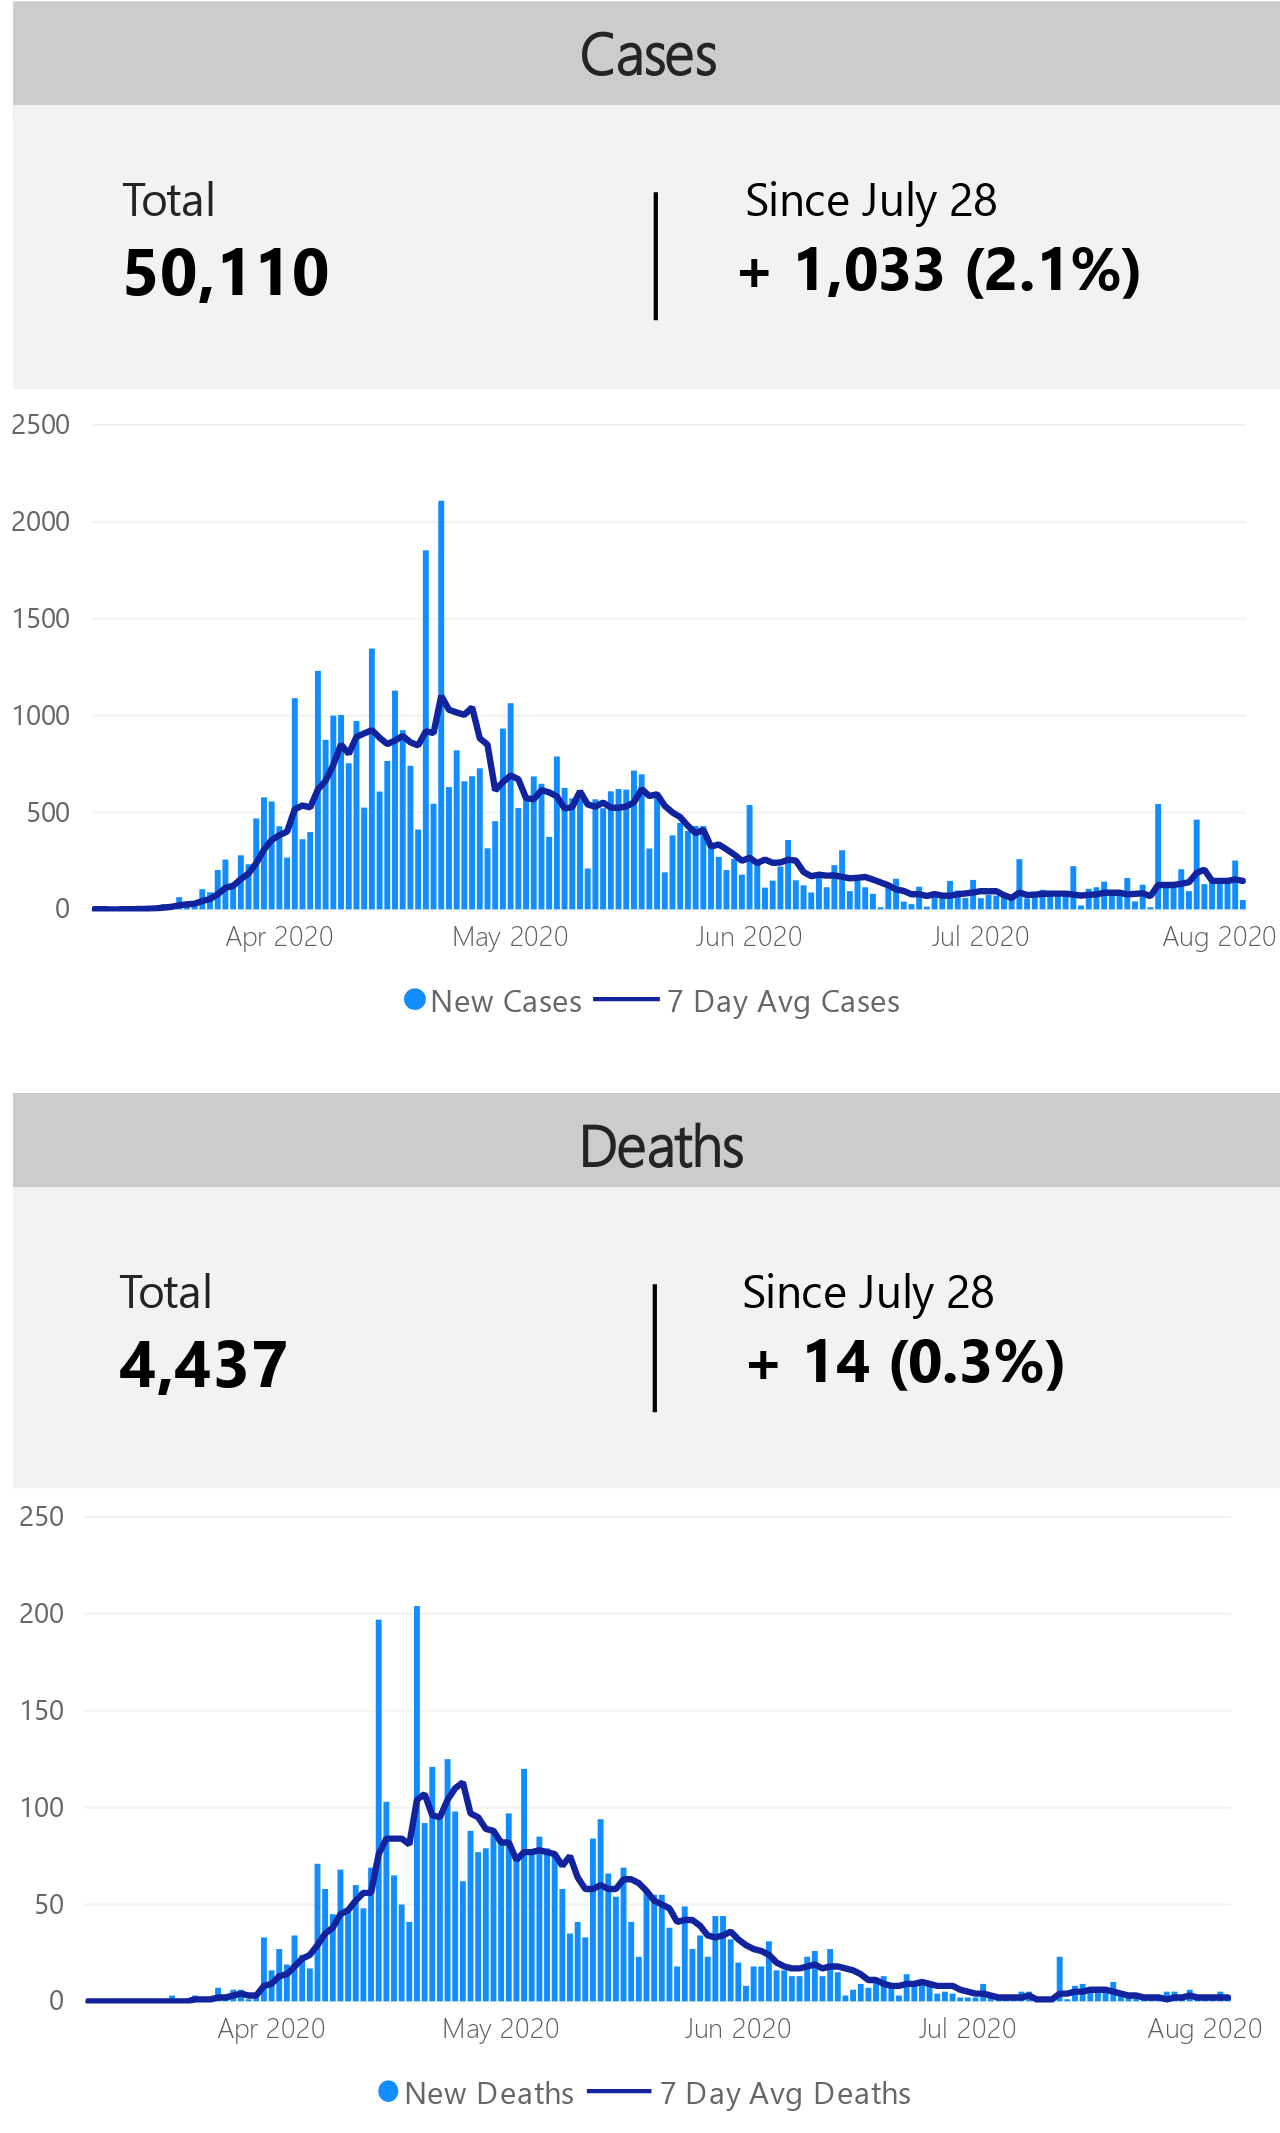 Cases
Total
Since July 28
50,110
+ 1,033 (2.1%)
2500
2000
1500
1000
500
0
Apr 2020
May 2020
Jun 2020
Jul 2020
Aug 2020
New Cases
7 Day Avg Cases
Deaths
Total
Since July 28
4,437
+ 14 (0.3%)
250
200
150
100
50
0
Apr 2020
May 2020
Jun 2020
Jul 2020
Aug 2020
New Deaths
7 Day Avg Deaths